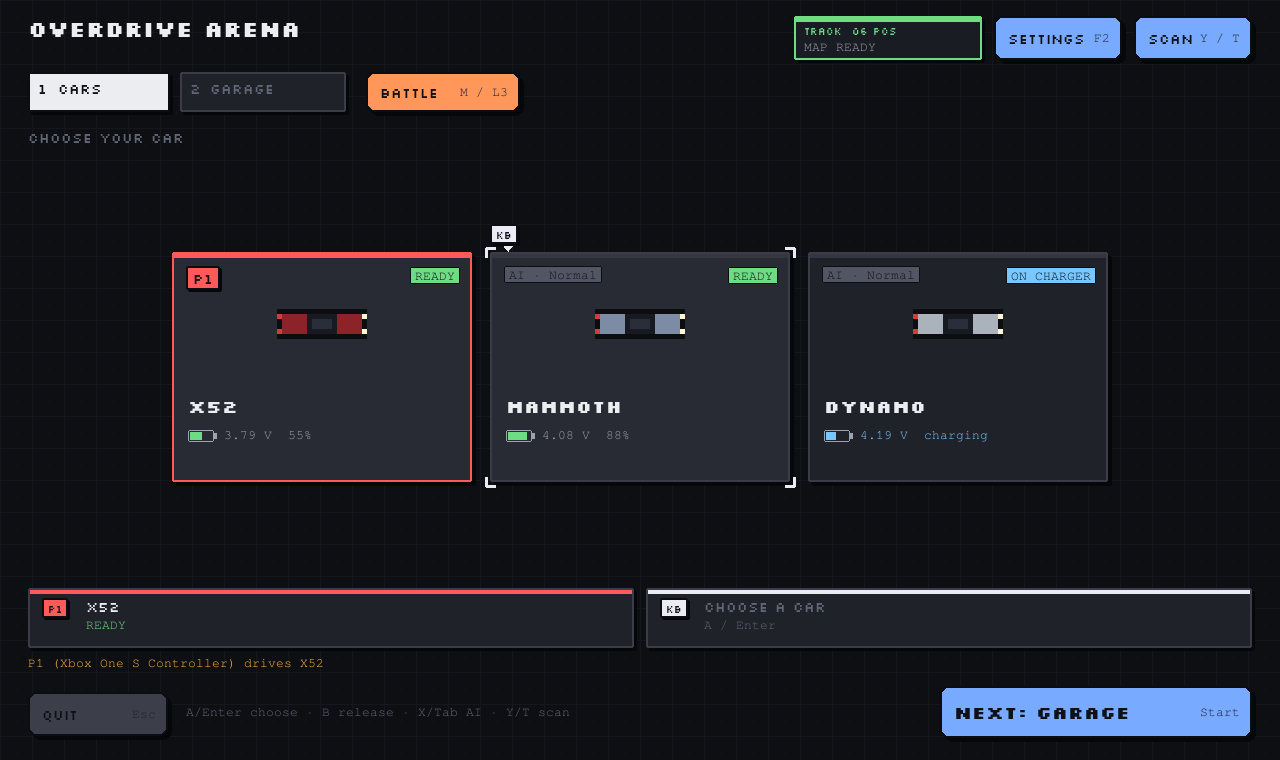 OVERDRIVE ARENA
TRACK 06 POS
MAP READY
SETTINGS F2
SCAN Y / T
1 CARS
2 GARAGE
BATTLE M / L3
CHOOSE YOUR CAR
KB
P1
READY
AI · Normal
READY
AI · Normal
ON CHARGER
X52
MAMMOTH
DYNAMO
3.79 V 55%
4.08 V 88%
4.19 V charging
P1 X52
READY
KB CHOOSE A CAR
A / Enter
P1 (Xbox One S Controller) drives X52
QUIT Esc
A/Enter choose · B release · X/Tab AI · Y/T scan
NEXT: GARAGE Start